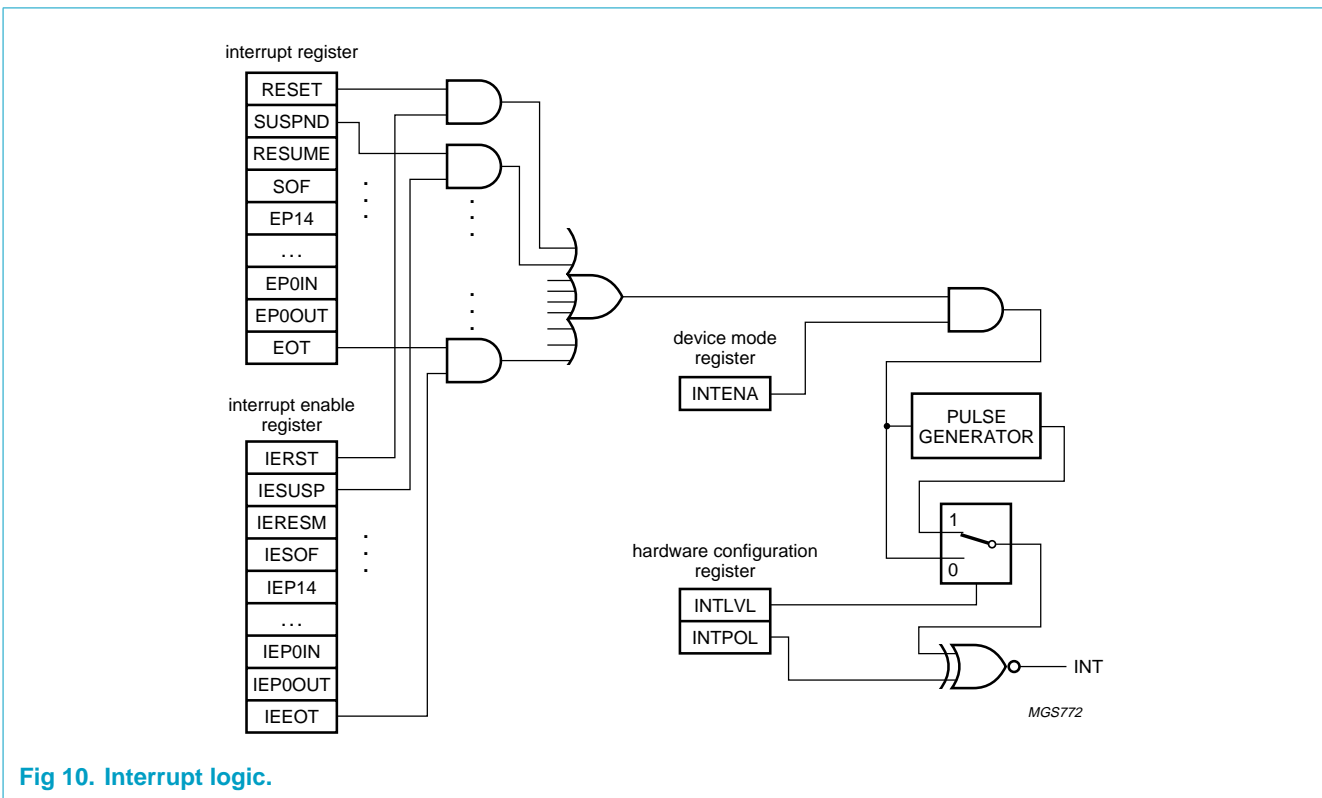 interrupt register
RESET
SUSPND
RESUME
SOF
EP14
...
EP0IN
EP0OUT
EOT
interrupt enable
register
IERST
IESUSP
IERESM
IESOF
IEP14
...
IEP0IN
IEP0OUT
IEEOT
device mode
register
INTENA
PULSE
GENERATOR
1
0
hardware configuration
register
INTLVL
INTPOL
INT
MGS772
Fig 10. Interrupt logic.